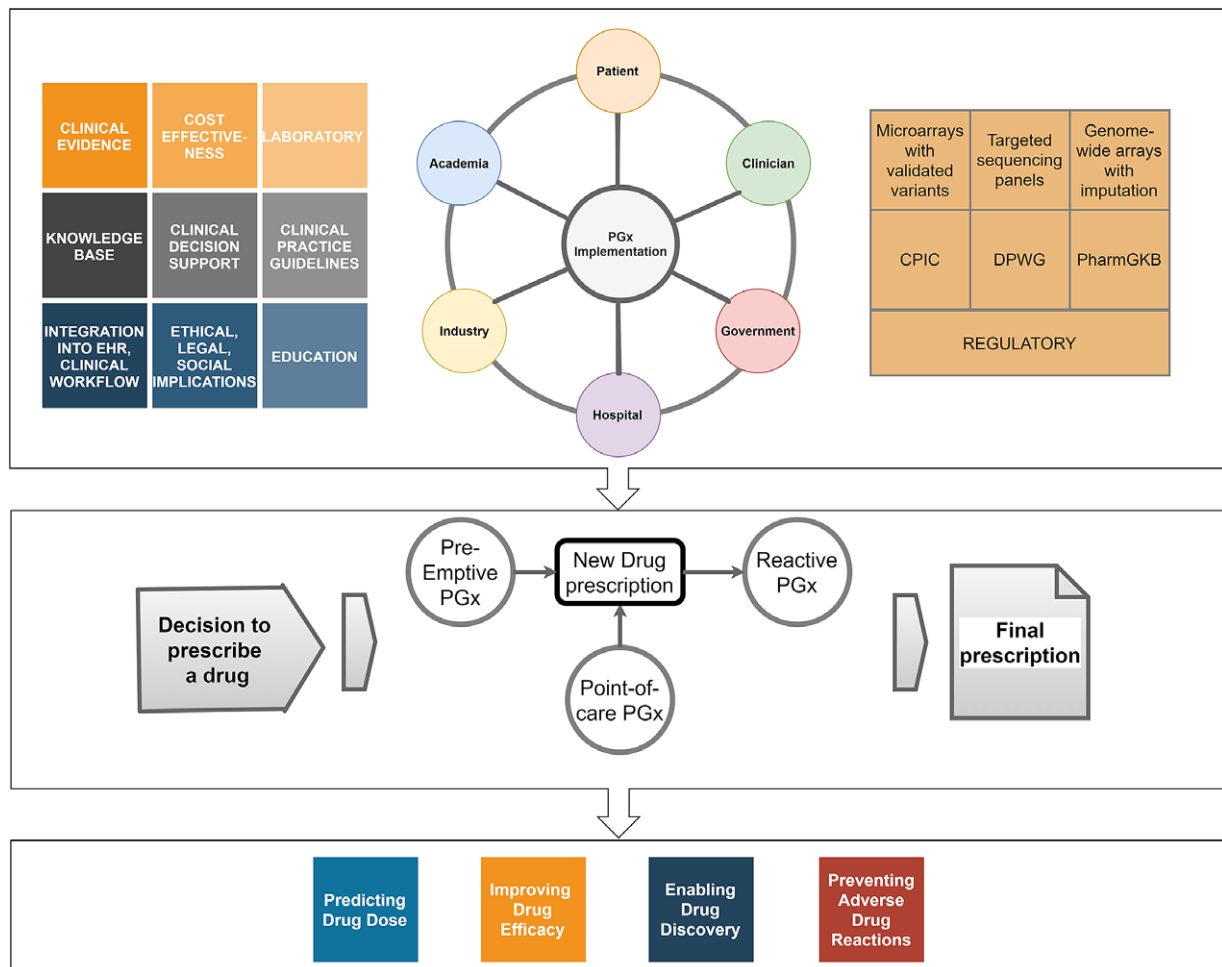 CLINICAL
EVIDENCE
COST
EFFECTIVE-
NESS
LABORATORY
KNOWLEDGE
BASE
CLINICAL
DECISION
SUPPORT
CLINICAL
PRACTICE
GUIDELINES
INTEGRATION
INTO EHR,
CLINICAL
WORKFLOW
ETHICAL,
LEGAL,
SOCIAL
IMPLICATIONS
EDUCATION
Patient
Academia
Clinician
PGx
Implementation
Industry
Government
Hospital
Microarrays
with
validated
variants
Targeted
sequencing
panels
Genome-
wide arrays
with
imputation
CPIC
DPWG
PharmGKB
REGULATORY
Decision to
prescribe
a drug
Pre-
Emptive
PGx
New Drug
prescription
Reactive
PGx
Point-of-
care PGx
Final
prescription
Predicting
Drug Dose
Improving
Drug
Efficacy
Enabling
Drug
Discovery
Preventing
Adverse
Drug
Reactions